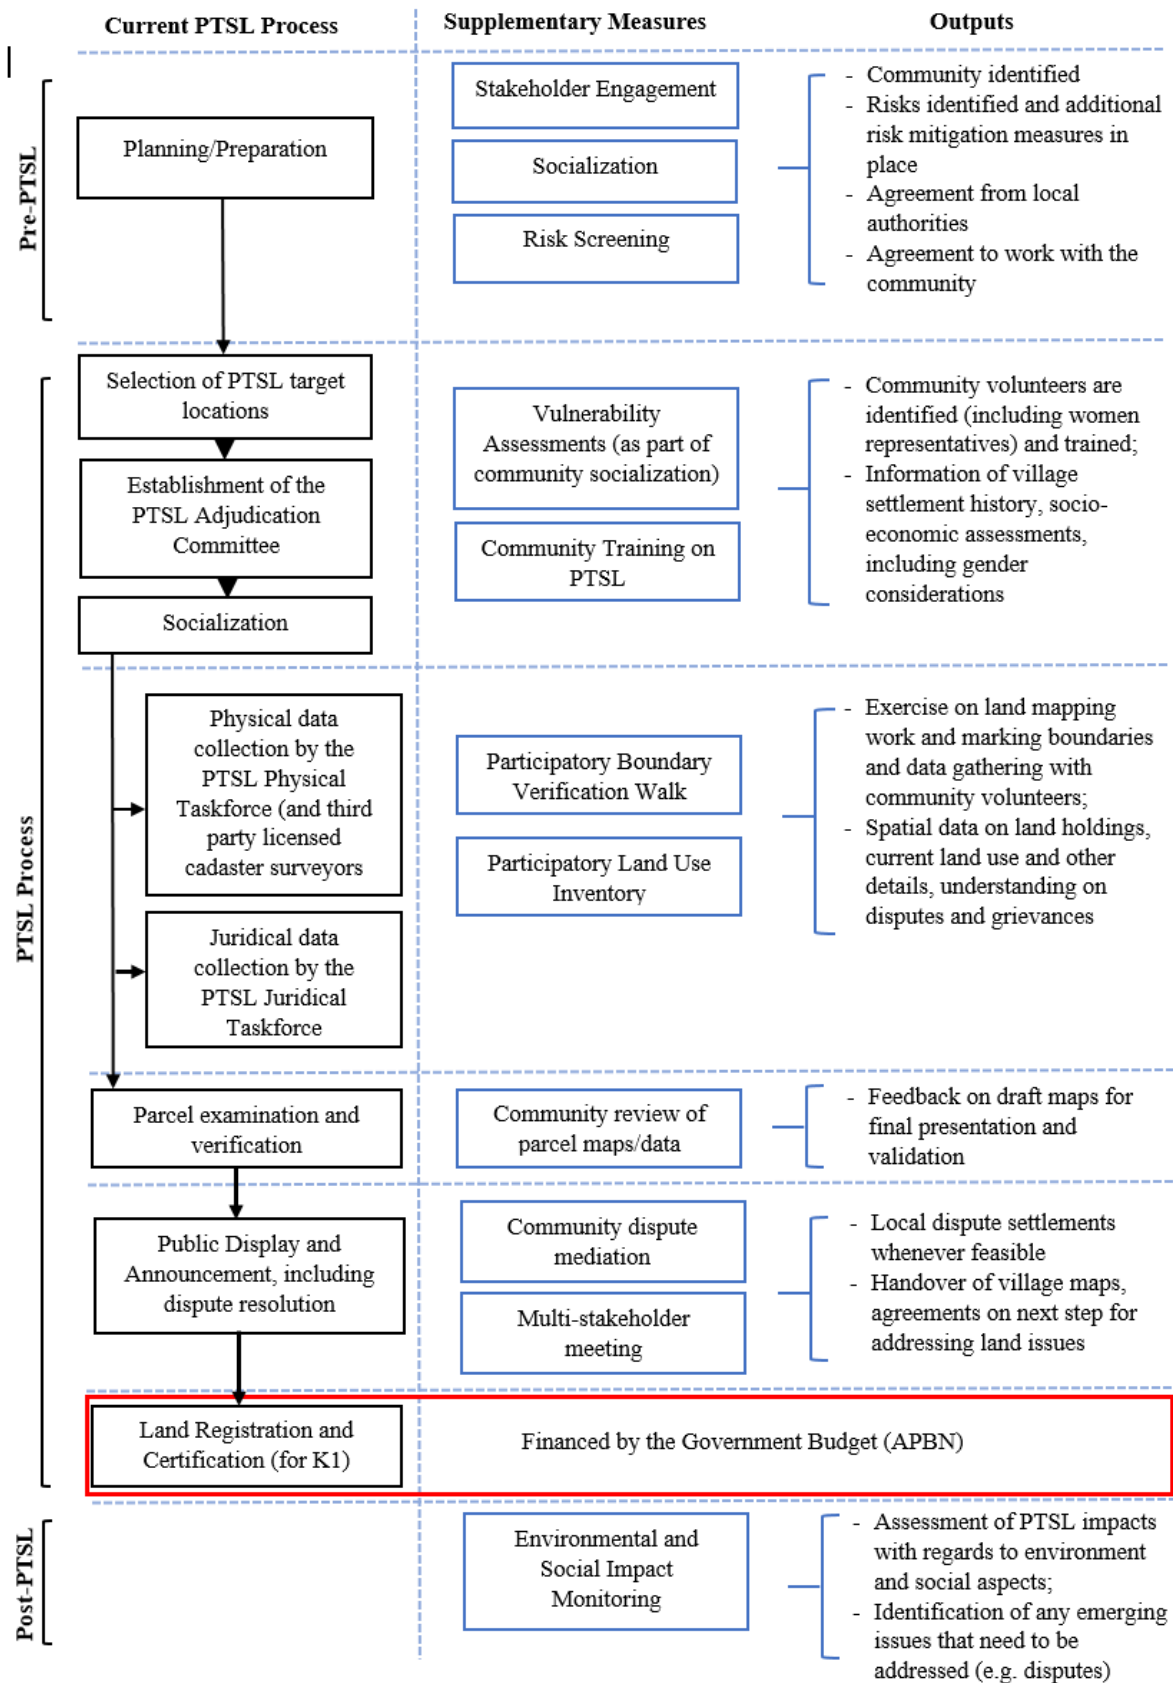 Current PTSL Process
Supplementary Measures
Outputs
Pre-PTSL
Planning/Preparation
Stakeholder Engagement
Socialization
Risk Screening
- Community identified
- Risks identified and additional
risk mitigation measures in
place
- Agreement from local
authorities
- Agreement to work with the
community
PTSL Process
Selection of PTSL target
locations
Establishment of the
PTSL Adjudication
Committee
Socialization
Vulnerability
Assessments (as part of
community socialization)
Community Training on
PTSL
- Community volunteers are
identified (including women
representatives) and trained;
- Information of village
settlement history, socio-
economic assessments,
including gender
considerations
Physical data
collection by the
PTSL Physical
Taskforce (and third
party licensed
cadaster surveyors
Juridical data
collection by the
PTSL Juridical
Taskforce
Participatory Boundary
Verification Walk
Participatory Land Use
Inventory
- Exercise on land mapping
work and marking boundaries
and data gathering with
community volunteers;
- Spatial data on land holdings,
current land use and other
details, understanding on
disputes and grievances
Parcel examination and
verification
Community review of
parcel maps/data
- Feedback on draft maps for
final presentation and
validation
Public Display and
Announcement, including
dispute resolution
Community dispute
mediation
Multi-stakeholder
meeting
- Local dispute settlements
whenever feasible
- Handover of village maps,
agreements on next step for
addressing land issues
Land Registration and
Certification (for K1)
Financed by the Government Budget (APBN)
Post-PTSL
Environmental and
Social Impact
Monitoring
- Assessment of PTSL impacts
with regards to environment
and social aspects;
- Identification of any emerging
issues that need to be
addressed (e.g. disputes)